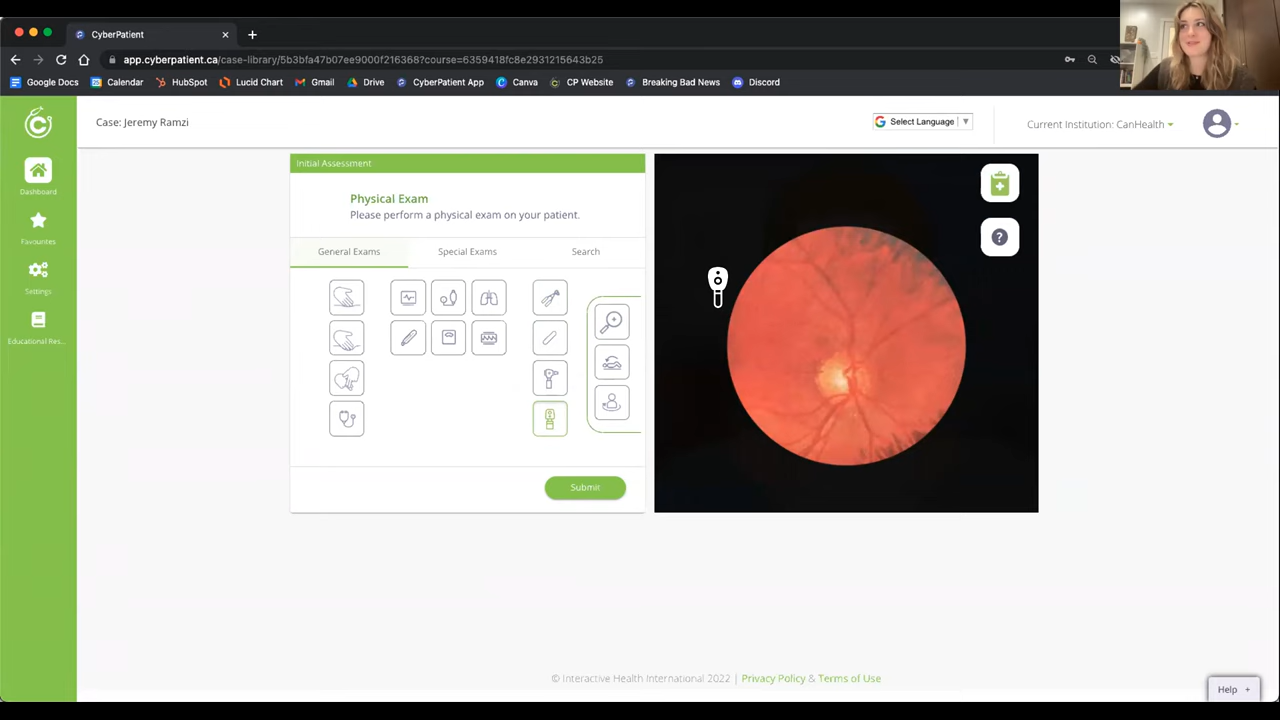 CyberPatient
app.cyberpatient.ca/case-library/5b3bfa47b07ee9000f216368?course=6359418fc8e2931215643b25
Google Docs
Calendar
HubSpot
Lucid Chart
Gmail
Drive
CyberPatient App
Canva
CP Website
Breaking Bad News
Discord
Case: Jeremy Ramzi
Select Language
Current Institution: CanHealth
Dashboard
Favourites
Settings
Educational Res...
Initial Assessment
Physical Exam
Please perform a physical exam on your patient.
General Exams
Special Exams
Search
Submit
© Interactive Health International 2022 | Privacy Policy & Terms of Use
Help +